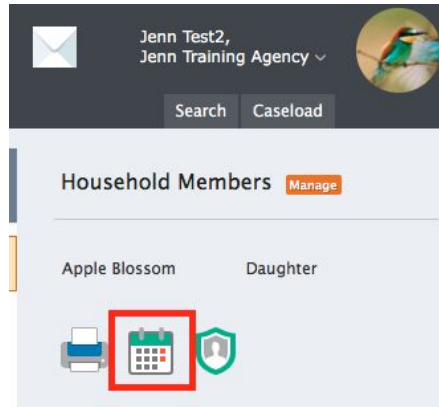 Jenn Test2,
Jenn Training Agency
Search Caseload
Household Members Manage
Apple Blossom Daughter